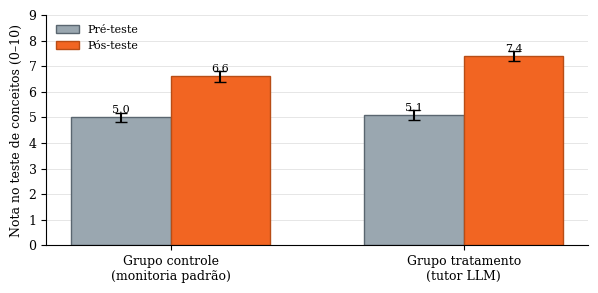 Pré-teste
Pós-teste
Nota no teste de conceitos (0–10)
9
8
7
6
5
4
3
2
1
0
5.0
6.6
5.1
7.4
Grupo controle
(monitoria padrão)
Grupo tratamento
(tutor LLM)